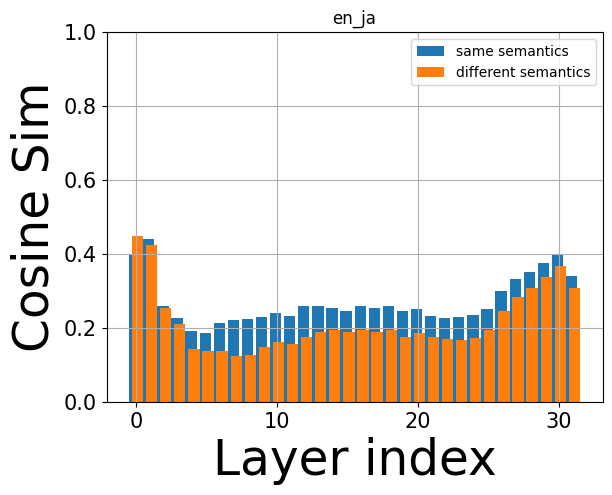 en_ja
same semantics
different semantics
1.0
0.8
0.6
0.4
0.2
0.0
Cosine Sim
0 10 20 30
Layer index